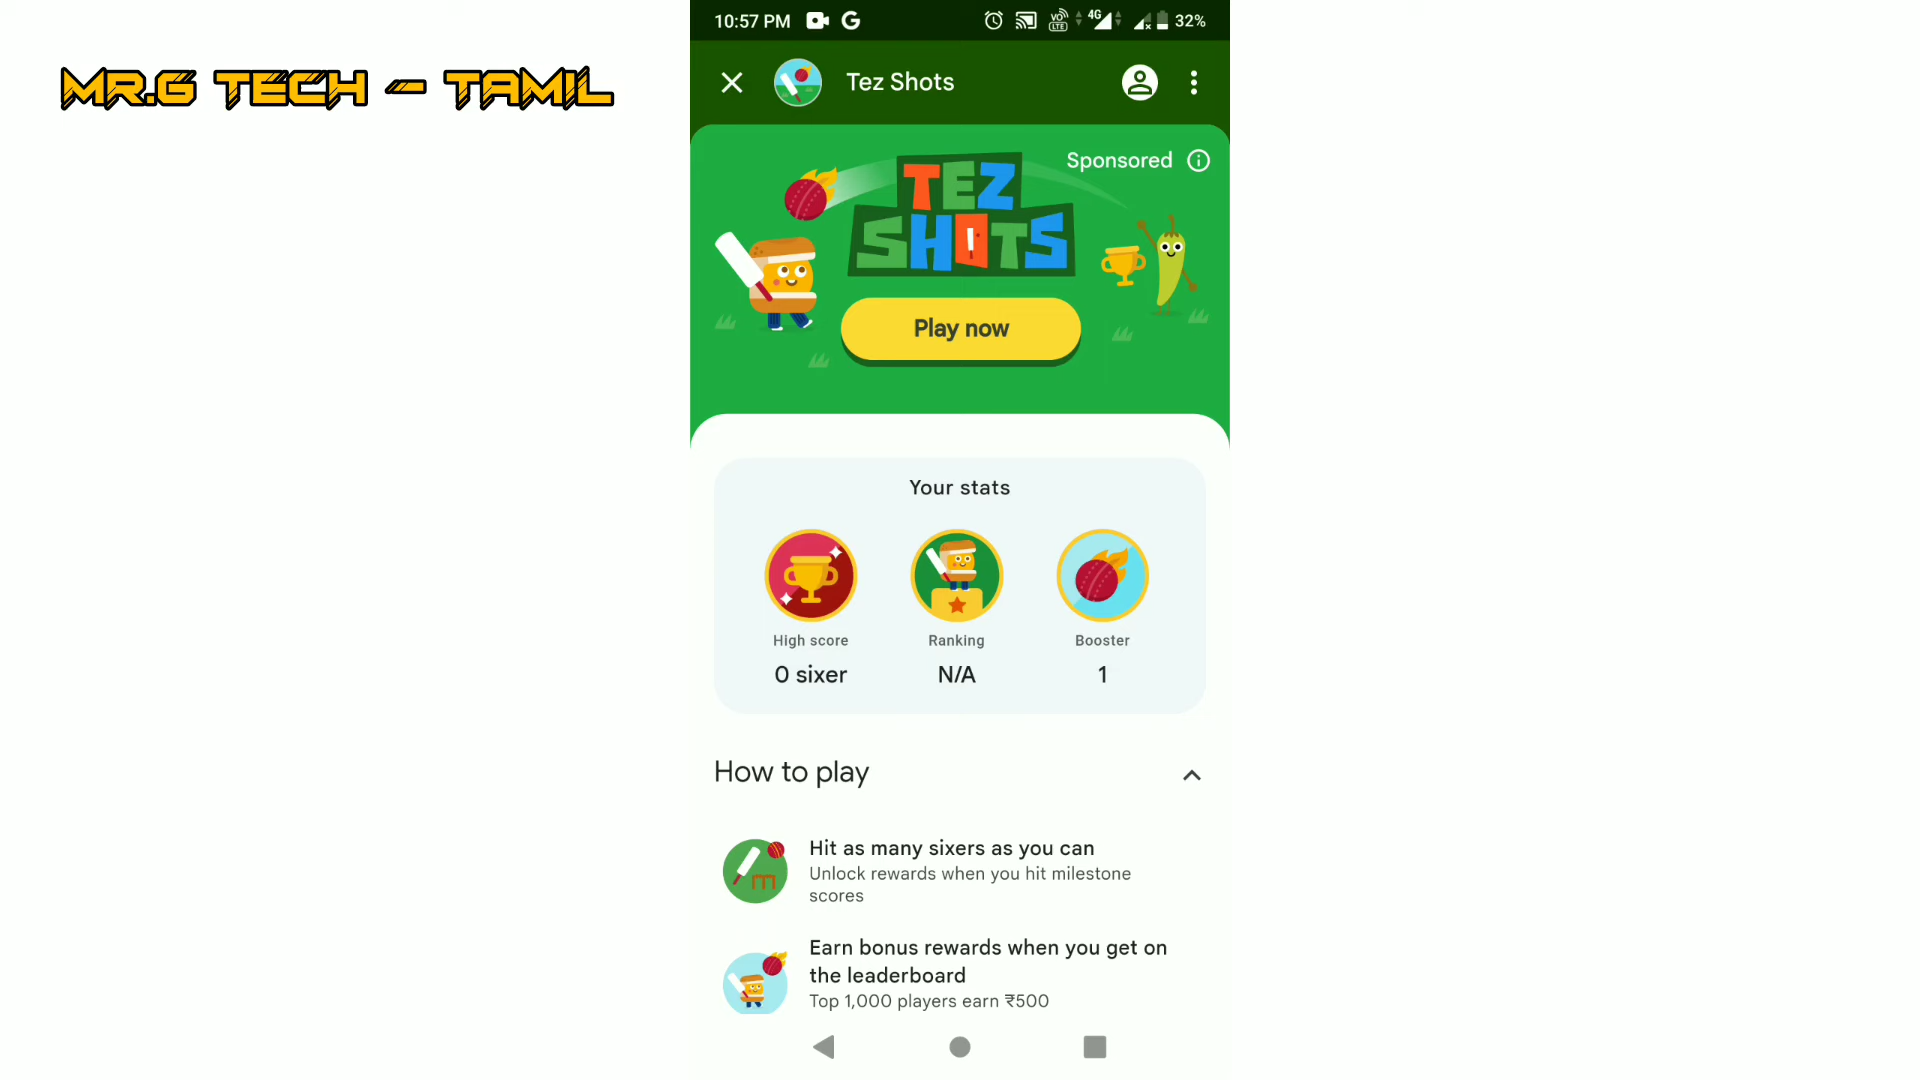 10:57 PM
VO LTE 4G 32%
MR.G TECH - TAMIL
Tez Shots
Sponsored
TEZ
SHOTS
Play now
Your stats
High score
Ranking
Booster
0 sixer
N/A
1
How to play
Hit as many sixers as you can
Unlock rewards when you hit milestone
scores
Earn bonus rewards when you get on
the leaderboard
Top 1,000 players earn ₹500